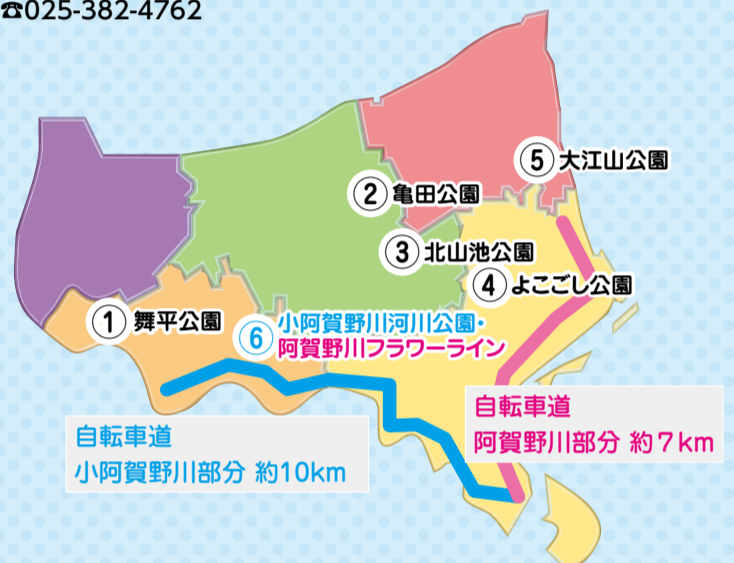 ☎025-382-4762
⑤ 大江山公園
② 亀田公園
③ 北山池公園
④ よこごし公園
① 舞平公園
⑥ 小阿賀野川河川公園・
阿賀野川フラワーライン
自転車道
阿賀野川部分 約7km
自転車道
小阿賀野川部分 約10km